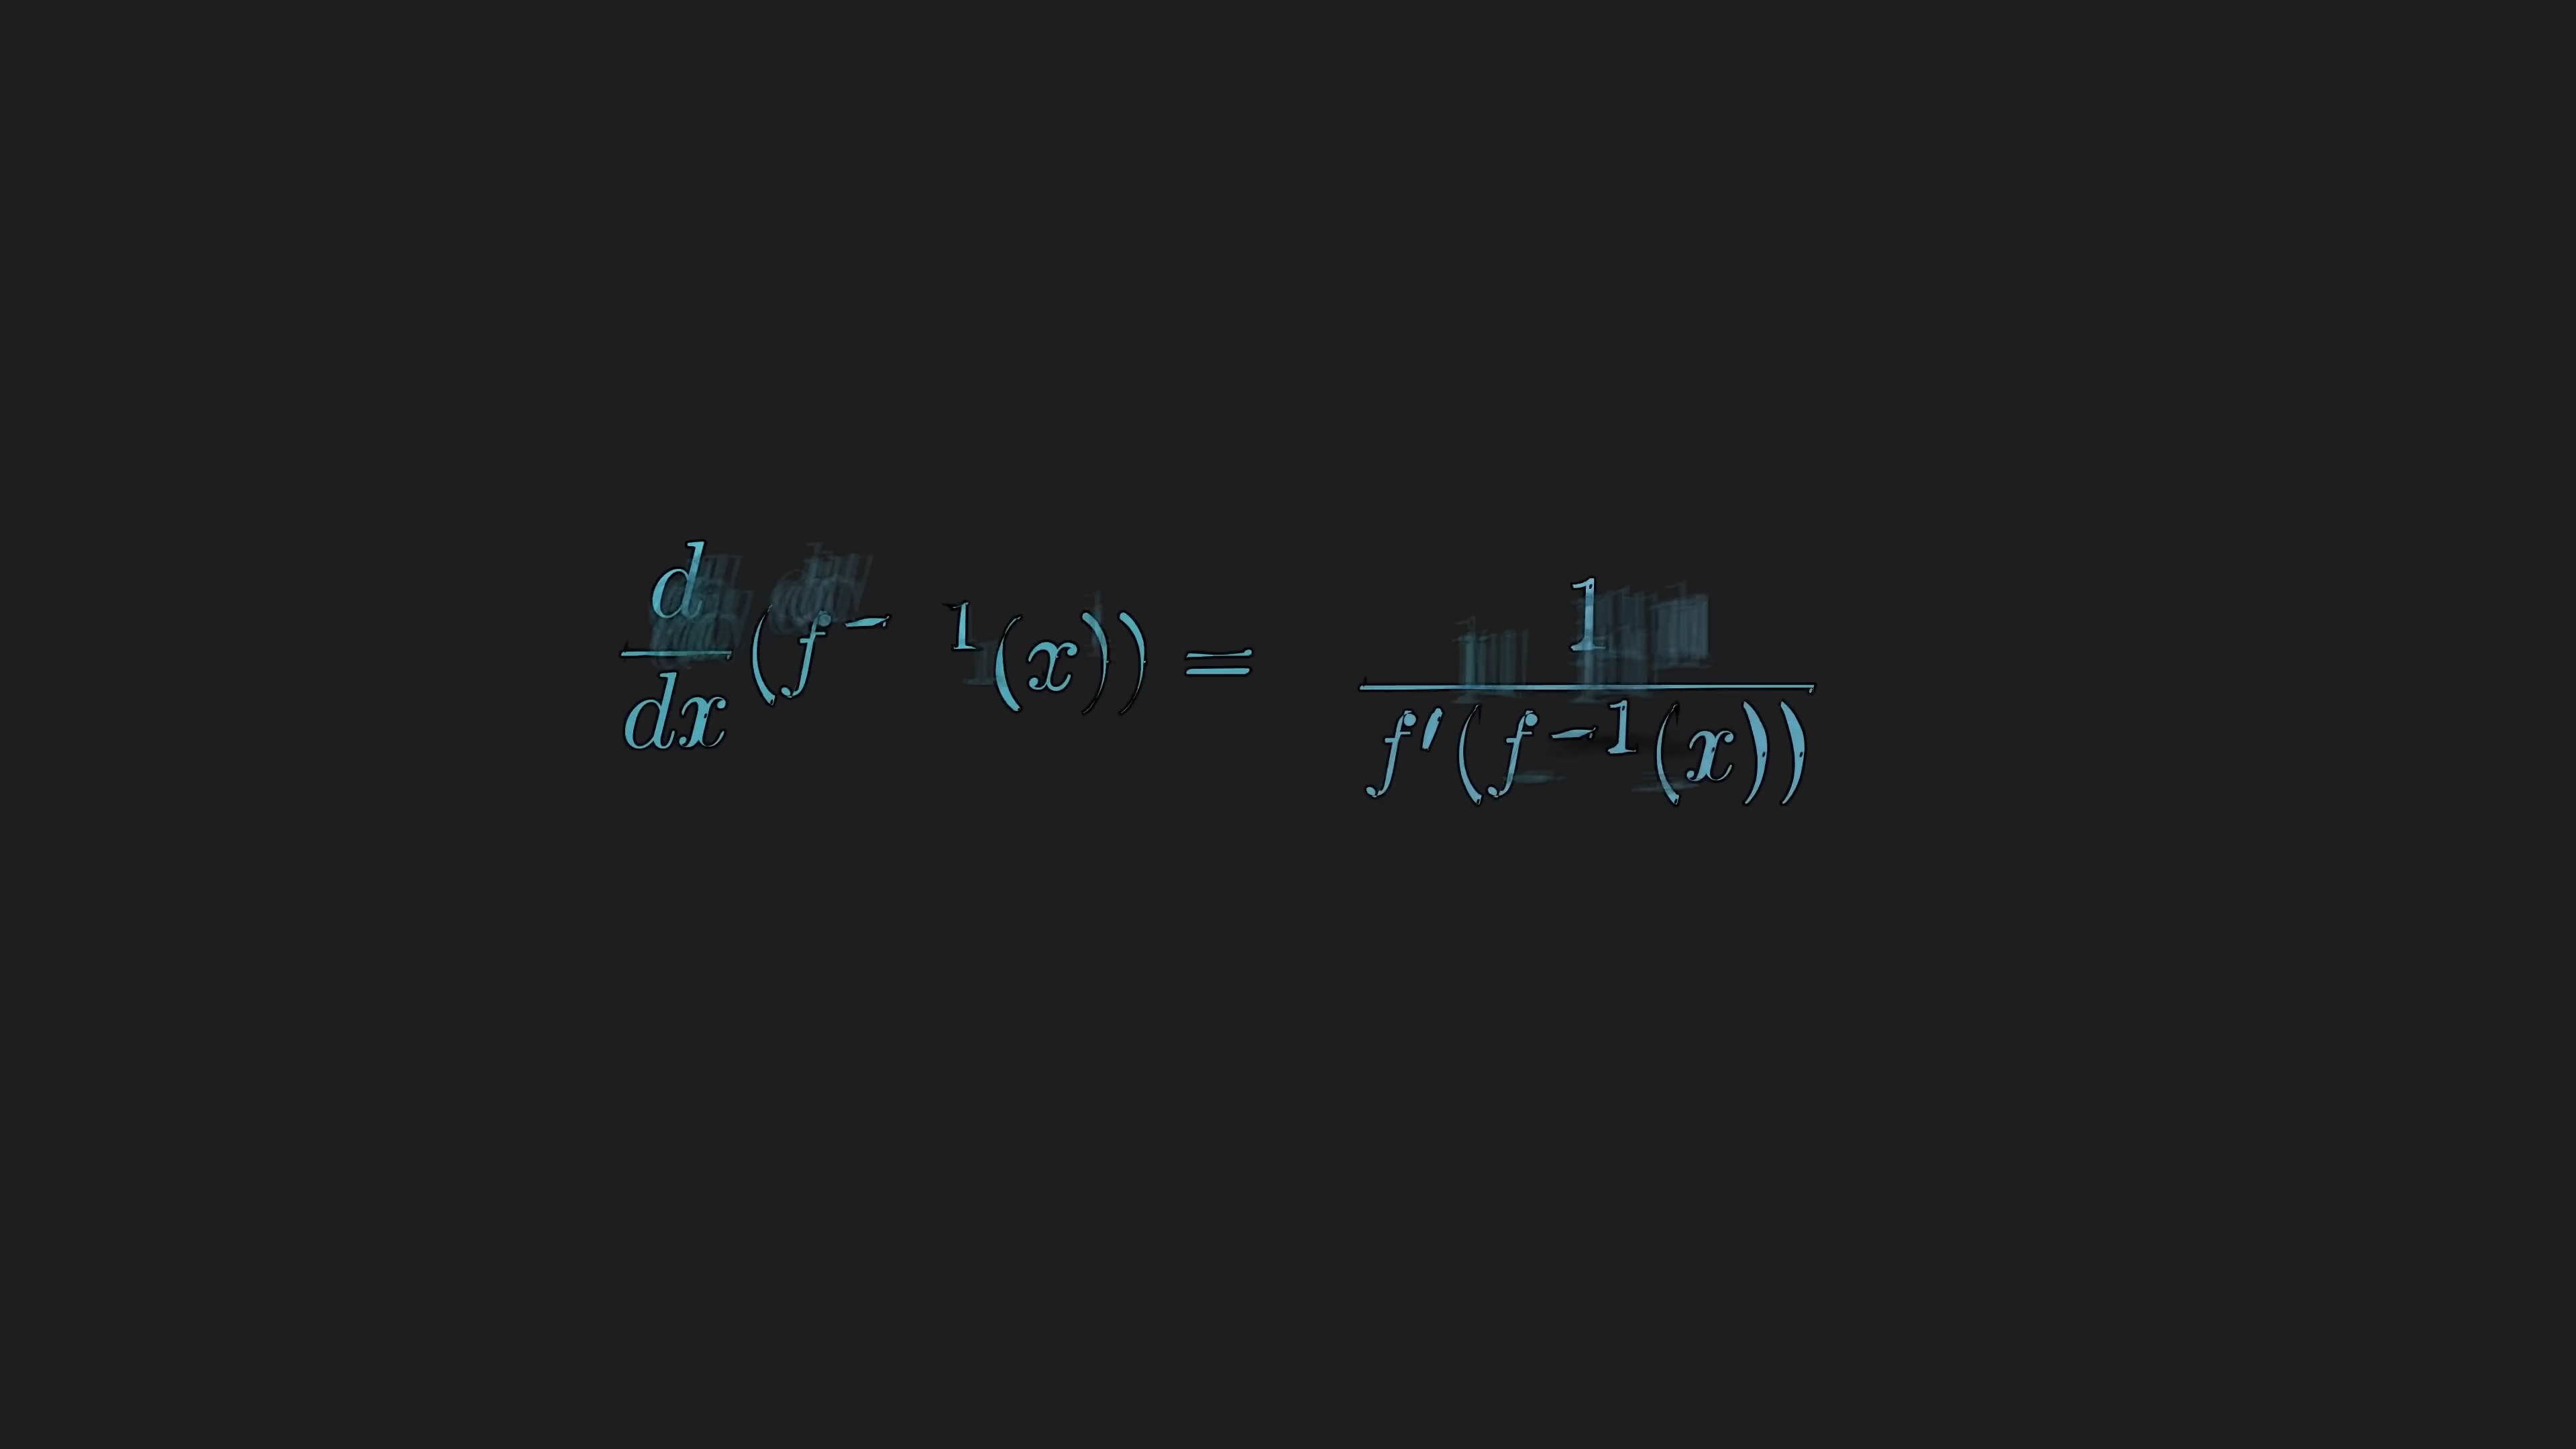 d/dx (f⁻¹(x)) = 1/f′(f⁻¹(x))